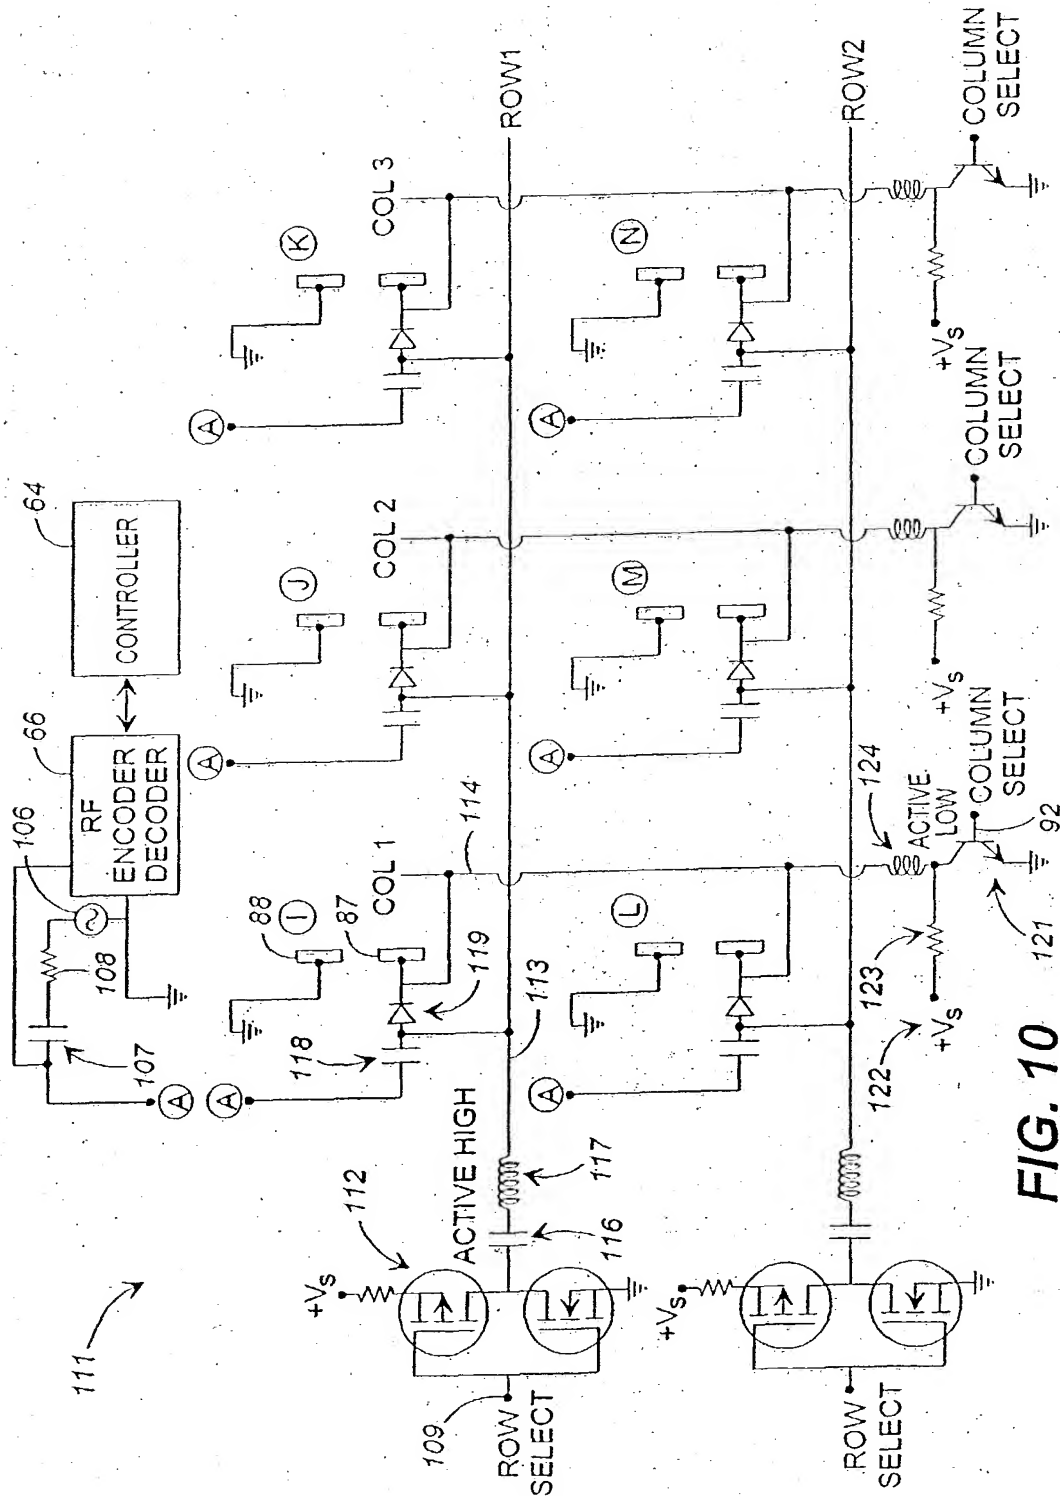 111
106
66
64
RF
ENCODER
DECODER
CONTROLLER
107
108
A
A
A
A
88
I
J
K
87
COL 1
COL 2
COL 3
118
119
114
112
+VS
ACTIVE HIGH
113
ROW1
109
ROW
SELECT
116
117
A
A
A
L
M
N
+VS
ROW
SELECT
ROW2
124
ACTIVE
LOW
122
+VS
123
121
92
COLUMN
SELECT
+VS
COLUMN
SELECT
+VS
COLUMN
SELECT
FIG. 10